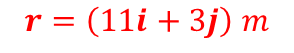 r = (11i + 3j) m